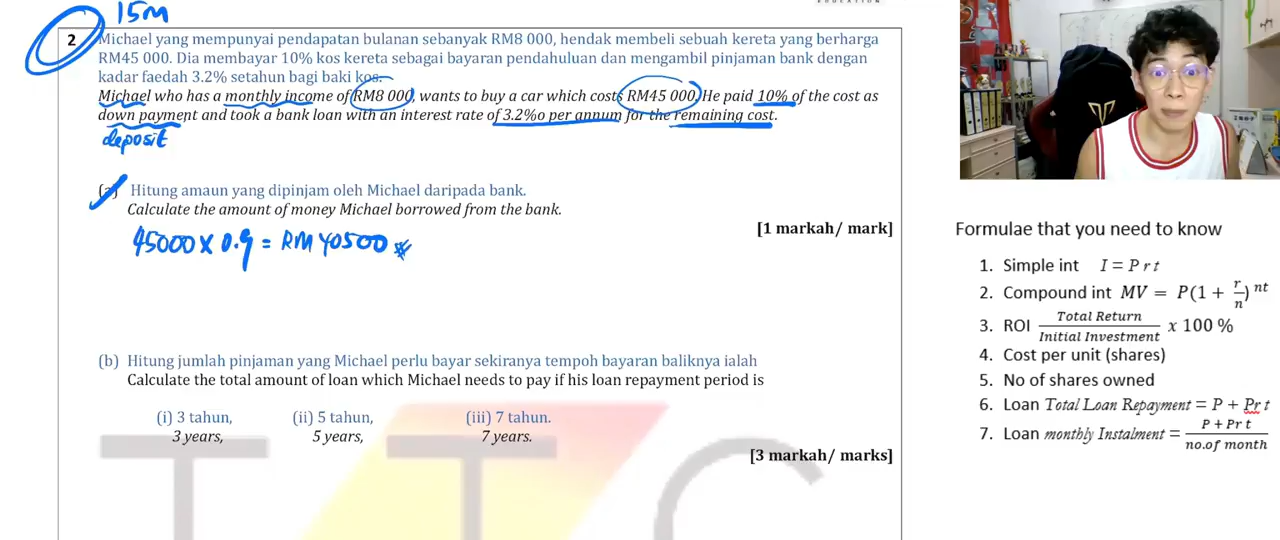 EDUCATION
15m
2 Michael yang mempunyai pendapatan bulanan sebanyak RM8 000, hendak membeli sebuah kereta yang berharga
RM45 000. Dia membayar 10% kos kereta sebagai bayaran pendahuluan dan mengambil pinjaman bank dengan
kadar faedah 3.2% setahun bagi baki kos.
Michael who has a monthly income of RM8 000, wants to buy a car which costs RM45 000. He paid 10% of the cost as
down payment and took a bank loan with an interest rate of 3.2%o per annum for the remaining cost.
deposit
(a) Hitung amaun yang dipinjam oleh Michael daripada bank.
Calculate the amount of money Michael borrowed from the bank.
[1 markah/ mark]
45000 × 0.9 = RM 40500
(b) Hitung jumlah pinjaman yang Michael perlu bayar sekiranya tempoh bayaran baliknya ialah
Calculate the total amount of loan which Michael needs to pay if his loan repayment period is
(i) 3 tahun, (ii) 5 tahun, (iii) 7 tahun.
3 years, 5 years, 7 years.
[3 markah/ marks]
TTC
Formulae that you need to know
1. Simple int I = P r t
2. Compound int MV = P(1 + r/n)^nt
3. ROI Total Return / Initial Investment x 100 %
4. Cost per unit (shares)
5. No of shares owned
6. Loan Total Loan Repayment = P + Pr t
7. Loan monthly Instalment = P + Pr t / no.of month